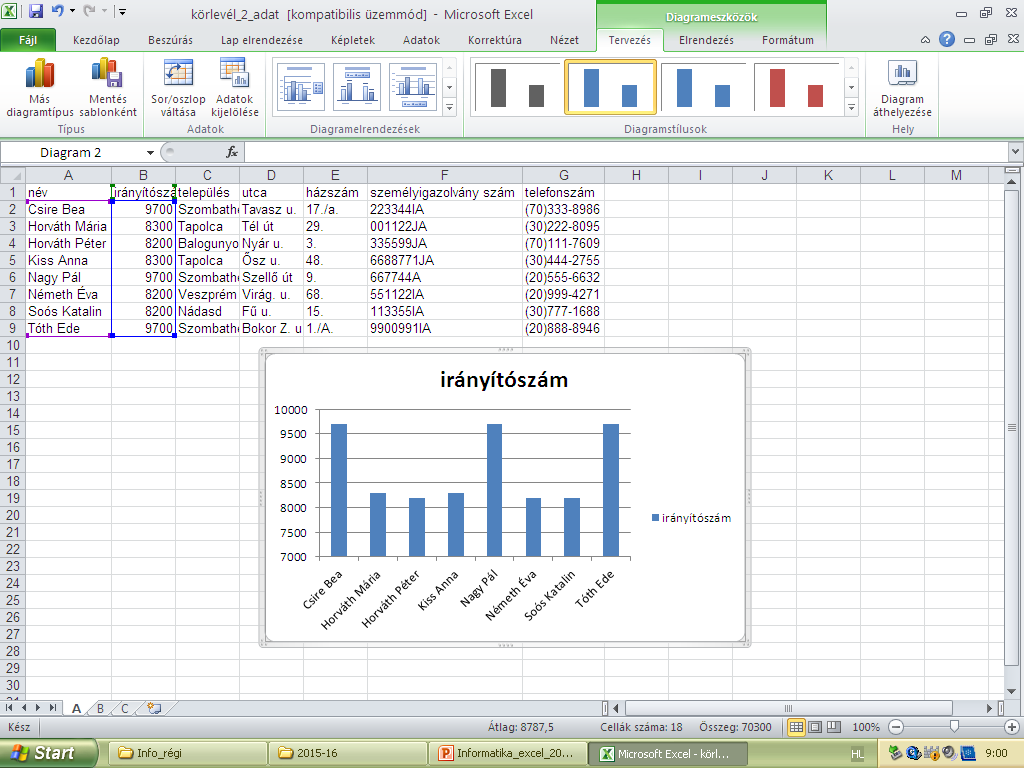 körlevél_2_adat [kompatibilis üzemmód] - Microsoft Excel
Diagrameszközök
Fájl Kezdőlap Beszúrás Lap elrendezése Képletek Adatok Korrektúra Nézet Tervezés Elrendezés Formátum
Más diagramtípus
Mentés sablonként
Sor/oszlop váltása
Adatok kijelölése
Diagram áthelyezése
Típus Adatok Diagramelrendezések Diagramstílusok Hely
Diagram 2 fx
A B C D E F G H I J K L M
1 név irányítósza település utca házszám személyigazolvány szám telefonszám
2 Csire Bea 9700 Szombathe Tavasz u. 17./a. 223344IA (70)333-8986
3 Horváth Mária 8300 Tapolca Tél út 29. 001122JA (30)222-8095
4 Horváth Péter 8200 Balogunyo Nyár u. 3. 335599JA (70)111-7609
5 Kiss Anna 8300 Tapolca Ősz u. 48. 6688771JA (30)444-2755
6 Nagy Pál 9700 Szombathe Szellő út 9. 667744A (20)555-6632
7 Németh Éva 8200 Veszprém Virág. u. 68. 551122IA (20)999-4271
8 Soós Katalin 8200 Nádasd Fű u. 15. 113355IA (30)777-1688
9 Tóth Ede 9700 Szombathe Bokor Z. u 1./A. 9900991IA (20)888-8946
10
11
12
13
14
15
16
17
18
19
20
21
22
23
24
25
26
27
28
29
30
irányítószám
10000
9500
9000
8500
8000
7500
7000
Csire Bea
Horváth Mária
Horváth Péter
Kiss Anna
Nagy Pál
Németh Éva
Soós Katalin
Tóth Ede
irányítószám
A B C
Kész Átlag: 8787,5 Cellák száma: 18 Összeg: 70300 100%
Start Info_régi 2015-16 Informatika_excel_20... Microsoft Excel - körl... HL 9:00